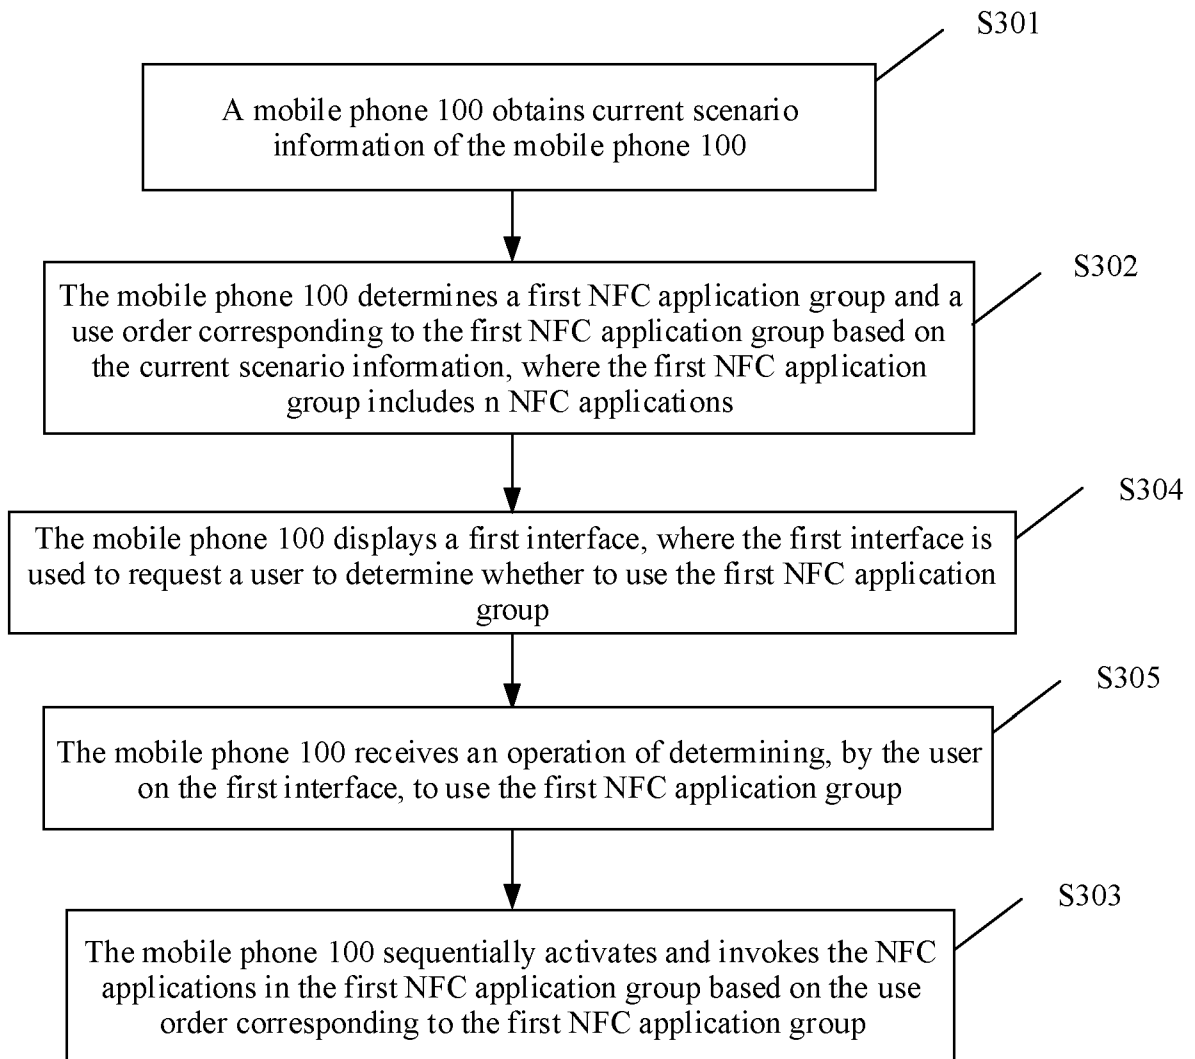 S301
A mobile phone 100 obtains current scenario
information of the mobile phone 100
S302
The mobile phone 100 determines a first NFC application group and a
use order corresponding to the first NFC application group based on
the current scenario information, where the first NFC application
group includes n NFC applications
S304
The mobile phone 100 displays a first interface, where the first interface is
used to request a user to determine whether to use the first NFC application
group
S305
The mobile phone 100 receives an operation of determining, by the user
on the first interface, to use the first NFC application group
S303
The mobile phone 100 sequentially activates and invokes the NFC
applications in the first NFC application group based on the use
order corresponding to the first NFC application group